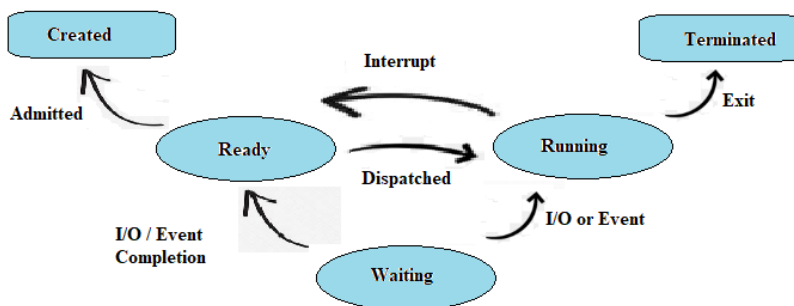 Created
Terminated
Interrupt
Admitted
Exit
Ready
Running
Dispatched
I/O / Event
Completion
I/O or Event
Waiting